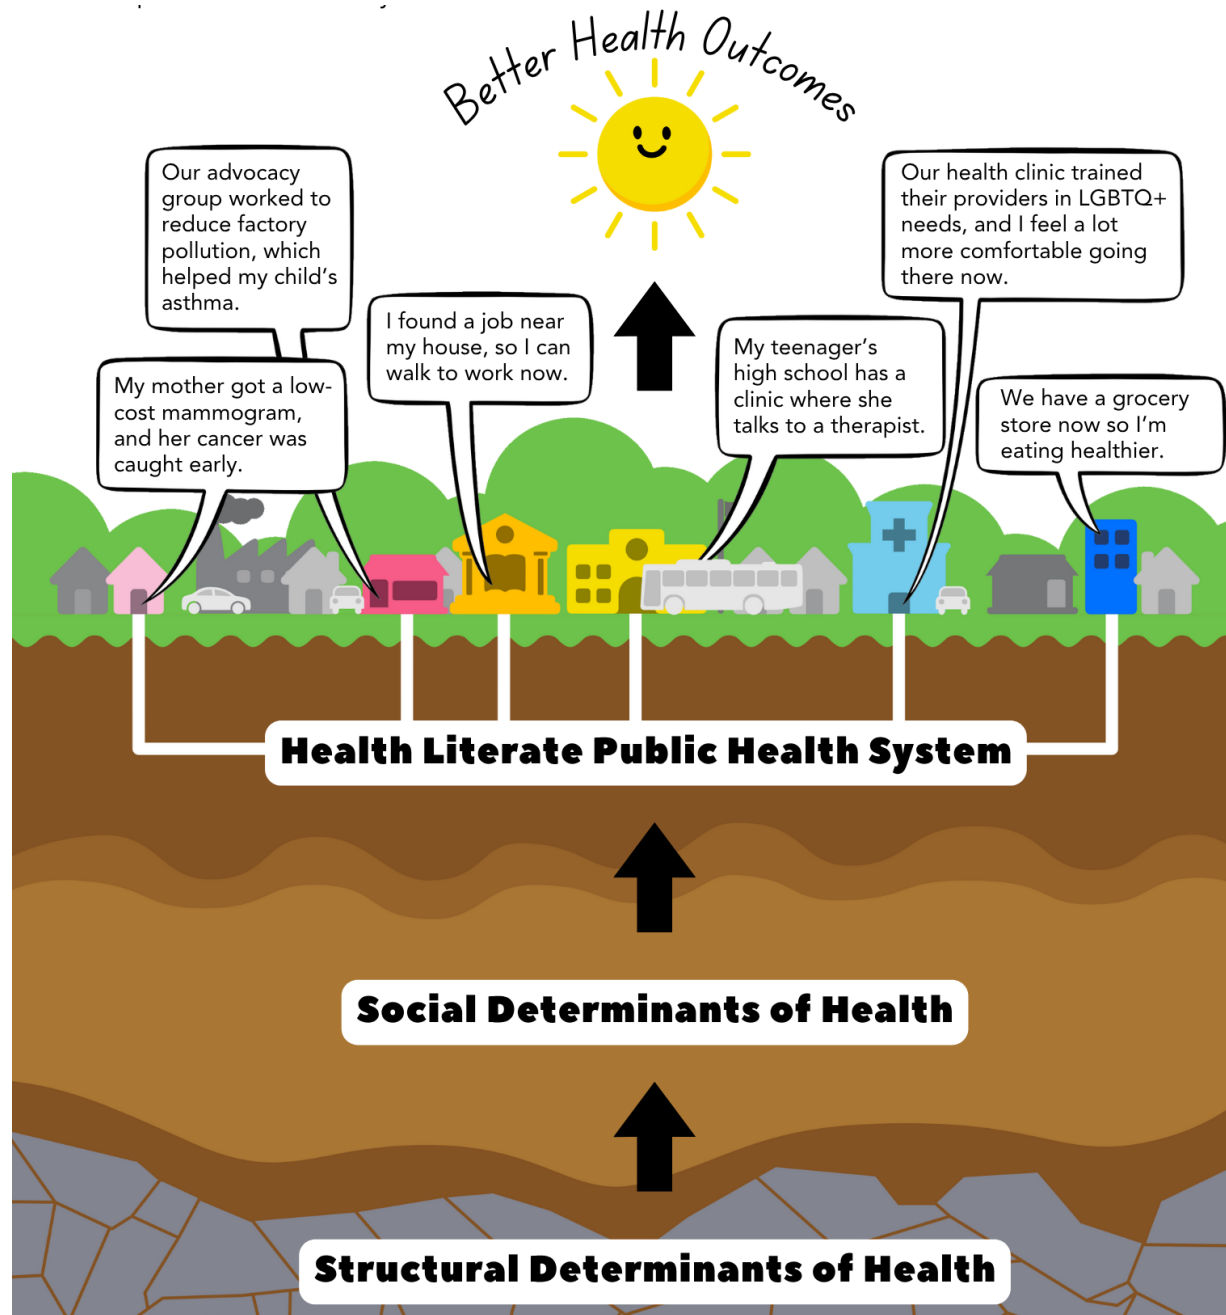 Better Health Outcomes
Our advocacy
group worked to
reduce factory
pollution, which
helped my child's
asthma.
Our health clinic trained
their providers in LGBTQ+
needs, and I feel a lot
more comfortable going
there now.
I found a job near
my house, so I can
walk to work now.
My teenager's
high school has a
clinic where she
talks to a therapist.
My mother got a low-
cost mammogram,
and her cancer was
caught early.
We have a grocery
store now so I'm
eating healthier.
Health Literate Public Health System
Social Determinants of Health
Structural Determinants of Health